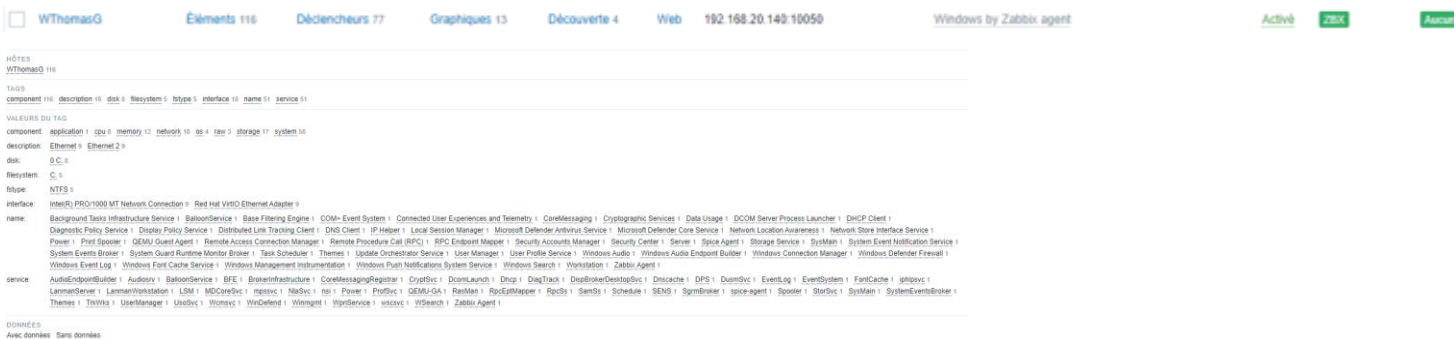 WThomasG Éléments 116 Déclencheurs 77 Graphiques 13 Découverte 4 Web 192.168.20.140:10050 Windows by Zabbix agent Activé ZBX Aucun
HÔTES
WThomasG 116
TAGS
component 116 description 18 disk 8 filesystem 5 fstype 5 interface 18 name 51 service 51
VALEURS DU TAG
component: application 1 cpu 8 memory 12 network 18 os 4 raw 3 storage 17 system 58
description: Ethernet 9 Ethernet 2 9
disk: 0 C: 8
filesystem: C: 5
fstype: NTFS 5
interface: Intel(R) PRO/1000 MT Network Connection 9 Red Hat VirtIO Ethernet Adapter 9
name: Background Tasks Infrastructure Service 1 BalloonService 1 Base Filtering Engine 1 COM+ Event System 1 Connected User Experiences and Telemetry 1 CoreMessaging 1 Cryptographic Services 1 Data Usage 1 DCOM Server Process Launcher 1 DHCP Client 1
Diagnostic Policy Service 1 Display Policy Service 1 Distributed Link Tracking Client 1 DNS Client 1 IP Helper 1 Local Session Manager 1 Microsoft Defender Antivirus Service 1 Microsoft Defender Core Service 1 Network Location Awareness 1 Network Store Interface Service 1
Power 1 Print Spooler 1 QEMU Guest Agent 1 Remote Access Connection Manager 1 Remote Procedure Call (RPC) 1 RPC Endpoint Mapper 1 Security Accounts Manager 1 Security Center 1 Server 1 Spice Agent 1 Storage Service 1 SysMain 1 System Event Notification Service 1
System Events Broker 1 System Guard Runtime Monitor Broker 1 Task Scheduler 1 Themes 1 Update Orchestrator Service 1 User Manager 1 User Profile Service 1 Windows Audio 1 Windows Audio Endpoint Builder 1 Windows Connection Manager 1 Windows Defender Firewall 1
Windows Event Log 1 Windows Font Cache Service 1 Windows Management Instrumentation 1 Windows Push Notifications System Service 1 Windows Search 1 Workstation 1 Zabbix Agent 1
service: AudioEndpointBuilder 1 Audiosrv 1 BalloonService 1 BFE 1 BrokerInfrastructure 1 CoreMessagingRegistrar 1 CryptSvc 1 DcomLaunch 1 Dhcp 1 DiagTrack 1 DispBrokerDesktopSvc 1 Dnscache 1 DPS 1 DusmSvc 1 EventLog 1 EventSystem 1 FontCache 1 iphlpsvc 1
LanmanServer 1 LanmanWorkstation 1 LSM 1 MDCoreSvc 1 mpssvc 1 NlaSvc 1 nsi 1 Power 1 ProfSvc 1 QEMU-GA 1 RasMan 1 RpcEptMapper 1 RpcSs 1 SamSs 1 Schedule 1 SENS 1 SgrmBroker 1 spice-agent 1 Spooler 1 StorSvc 1 SysMain 1 SystemEventsBroker 1
Themes 1 TrkWks 1 UserManager 1 UsoSvc 1 Wcmsvc 1 WinDefend 1 Winmgmt 1 WpnService 1 wscsvc 1 WSearch 1 Zabbix Agent 1
DONNÉES
Avec données Sans données